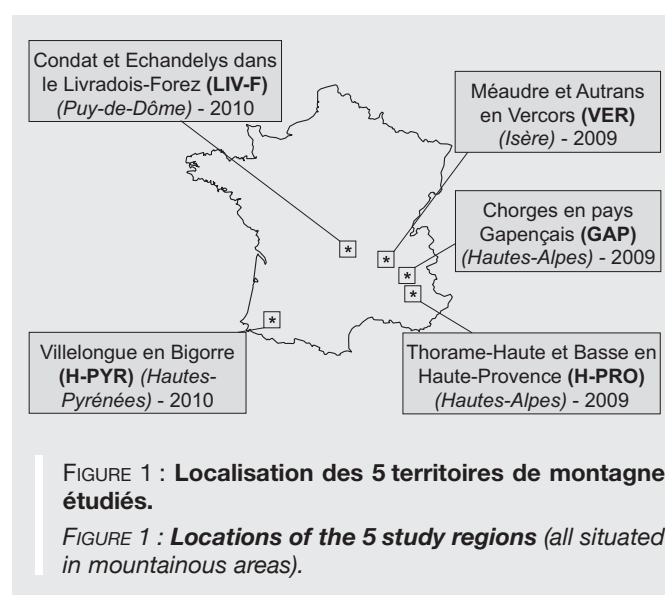 Condat et Echandelys dans
le Livradois-Forez (LIV-F)
(Puy-de-Dôme) - 2010
Méaudre et Autrans
en Vercors (VER)
(Isère) - 2009
Chorges en pays
Gapençais (GAP)
(Hautes-Alpes) - 2009
*
*
*
*
*
Villelongue en Bigorre
(H-PYR) (Hautes-
Pyrénées) - 2010
Thorame-Haute et Basse en
Haute-Provence (H-PRO)
(Hautes-Alpes) - 2009
FIGURE 1 : Localisation des 5 territoires de montagne
étudiés.
FIGURE 1 : Locations of the 5 study regions (all situated
in mountainous areas).